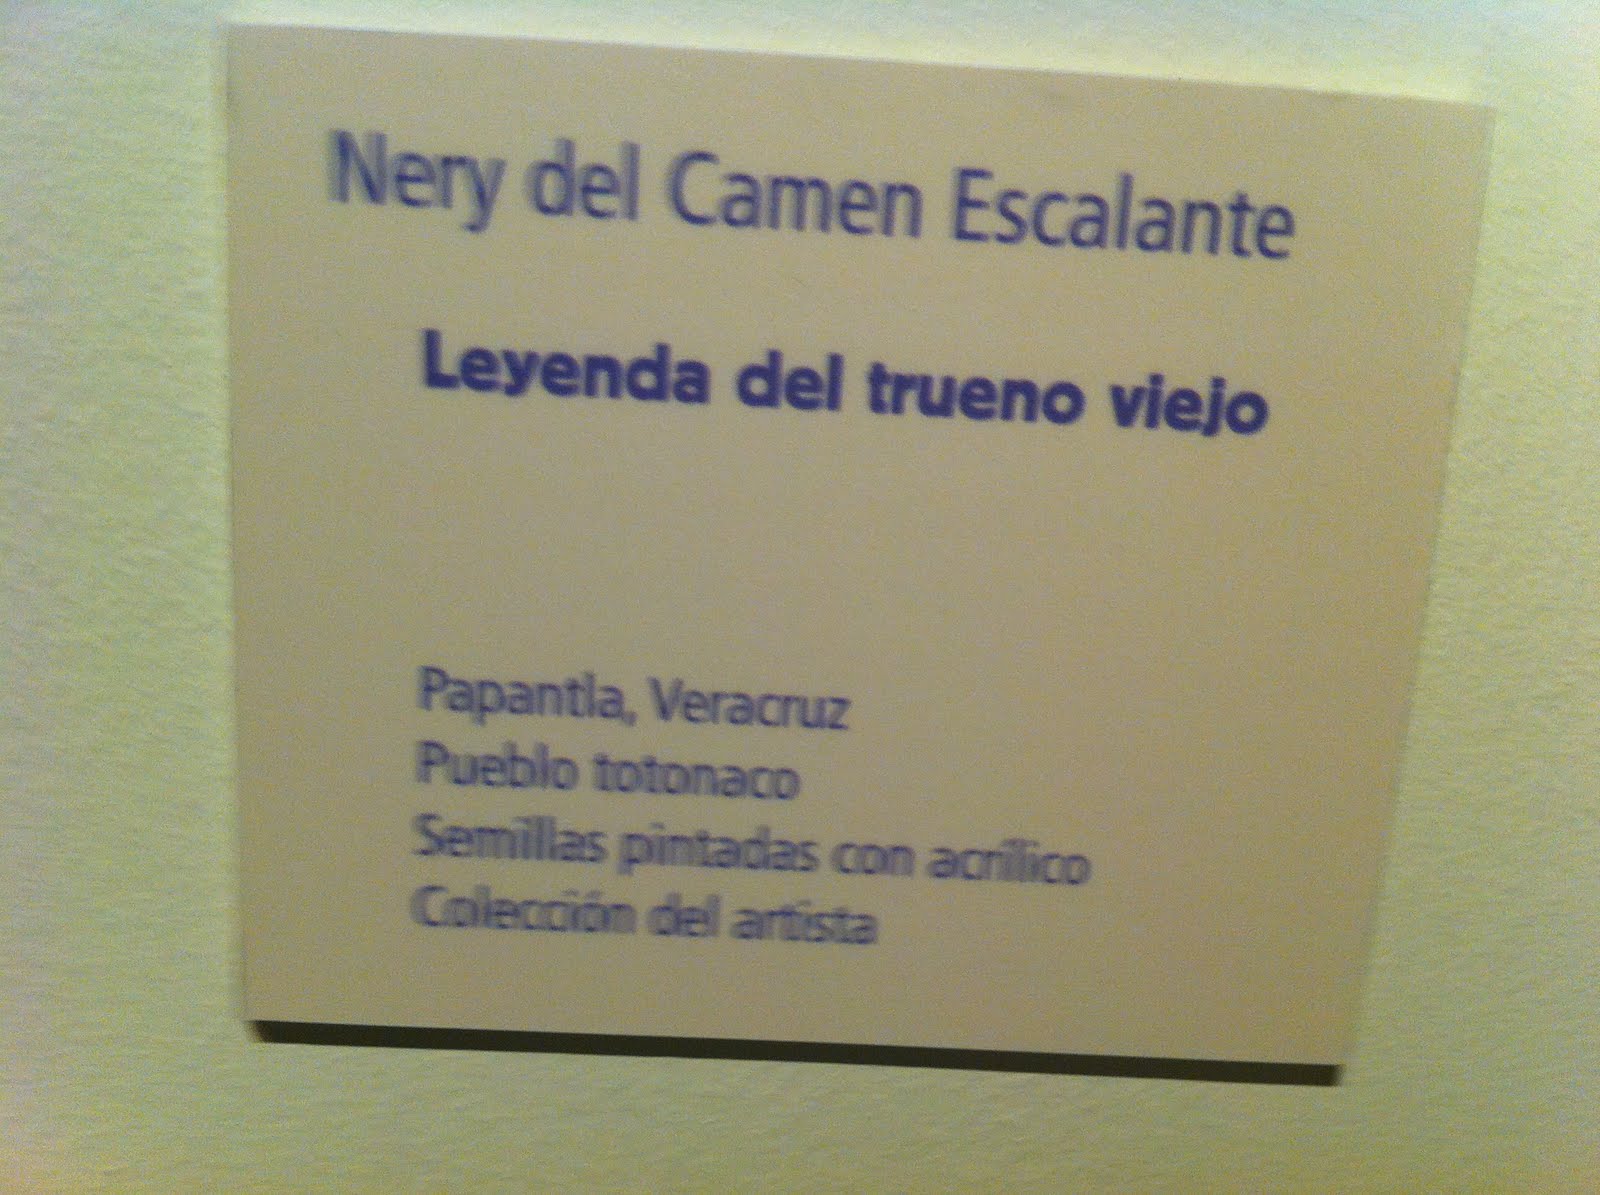 Nery del Camen Escalante
Leyenda del trueno viejo
Papantla, Veracruz
Pueblo totonaco
Semillas pintadas con acrílico
Colección del artista